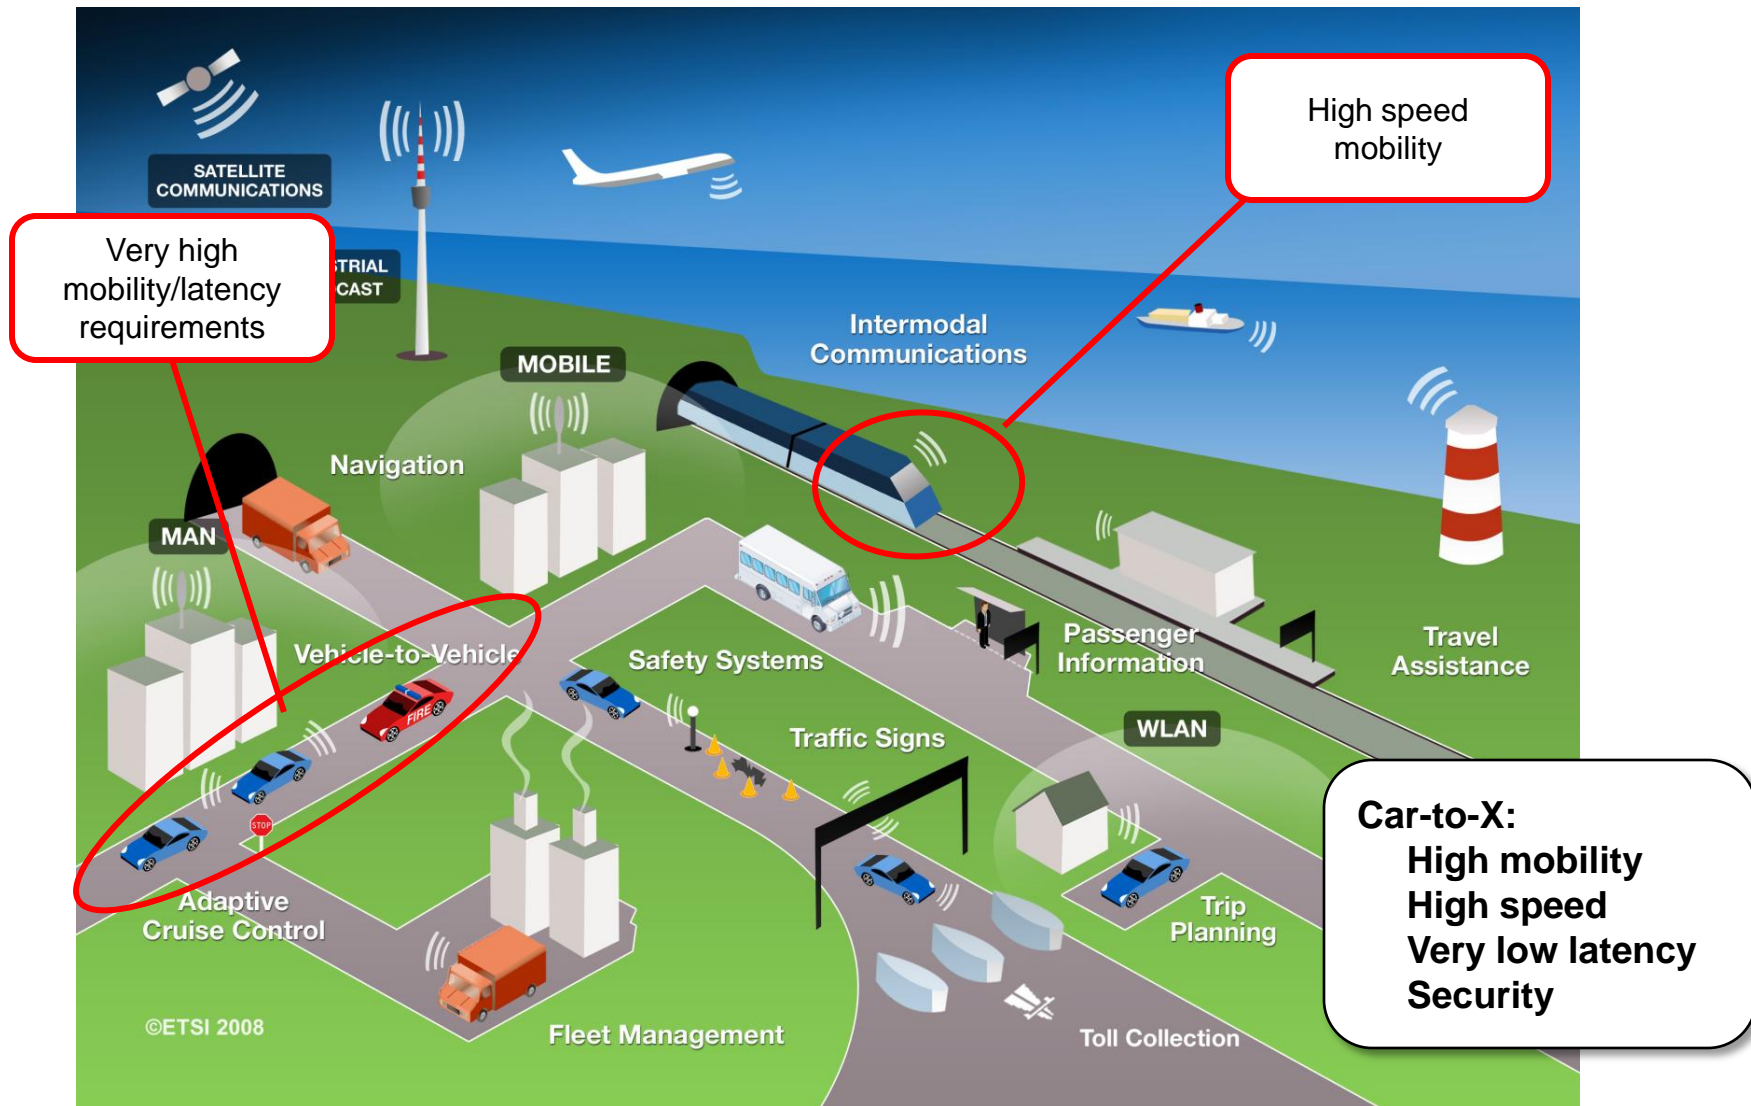 SATELLITE
COMMUNICATIONS
High speed
mobility
Very high
mobility/latency
requirements
STRIAL
CAST
Intermodal
Communications
MOBILE
Navigation
MAN
Vehicle-to-Vehicle
Safety Systems
Passenger
Information
Travel
Assistance
FIRE
Traffic Signs
WLAN
STOP
Car-to-X:
High mobility
High speed
Very low latency
Security
Adaptive
Cruise Control
Trip
Planning
©ETSI 2008
Fleet Management
Toll Collection